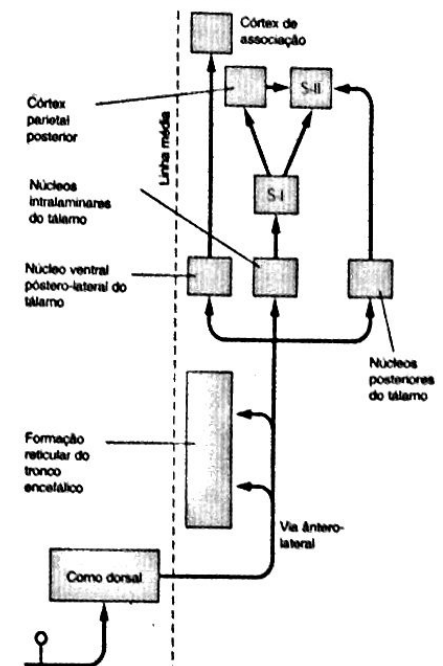 Córtex de
associação
Córtex
parietal
posterior
S-II
Linha média
Núcleos
intralaminares
do tálamo
S-I
Núcleo ventral
póstero-lateral do
tálamo
Núcleos
posteriores
do tálamo
Formação
reticular do
tronco
encefálico
Via ântero-
lateral
Corno dorsal